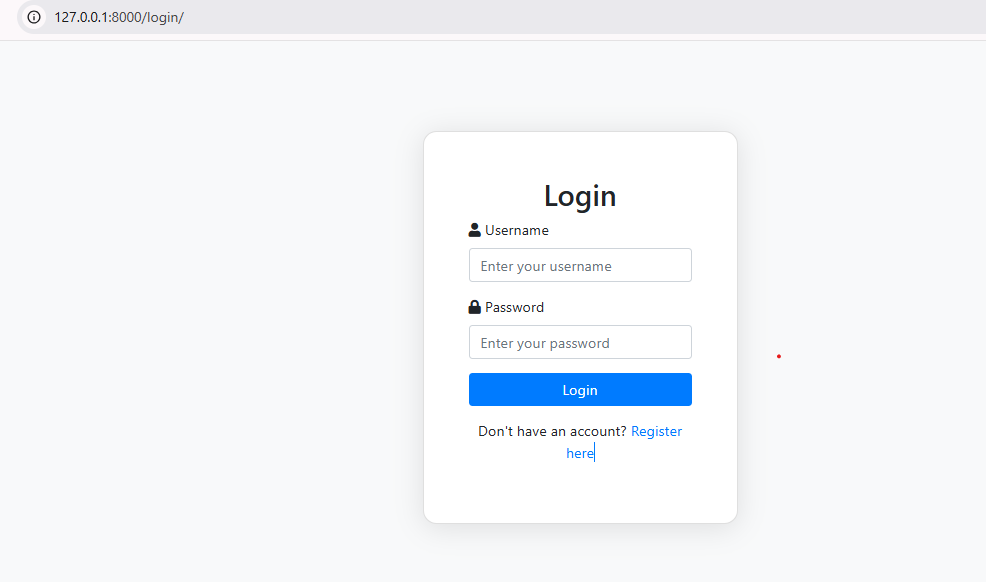 127.0.0.1:8000/login/
Login
Username
Enter your username
Password
Enter your password
Login
Don't have an account? Register
here